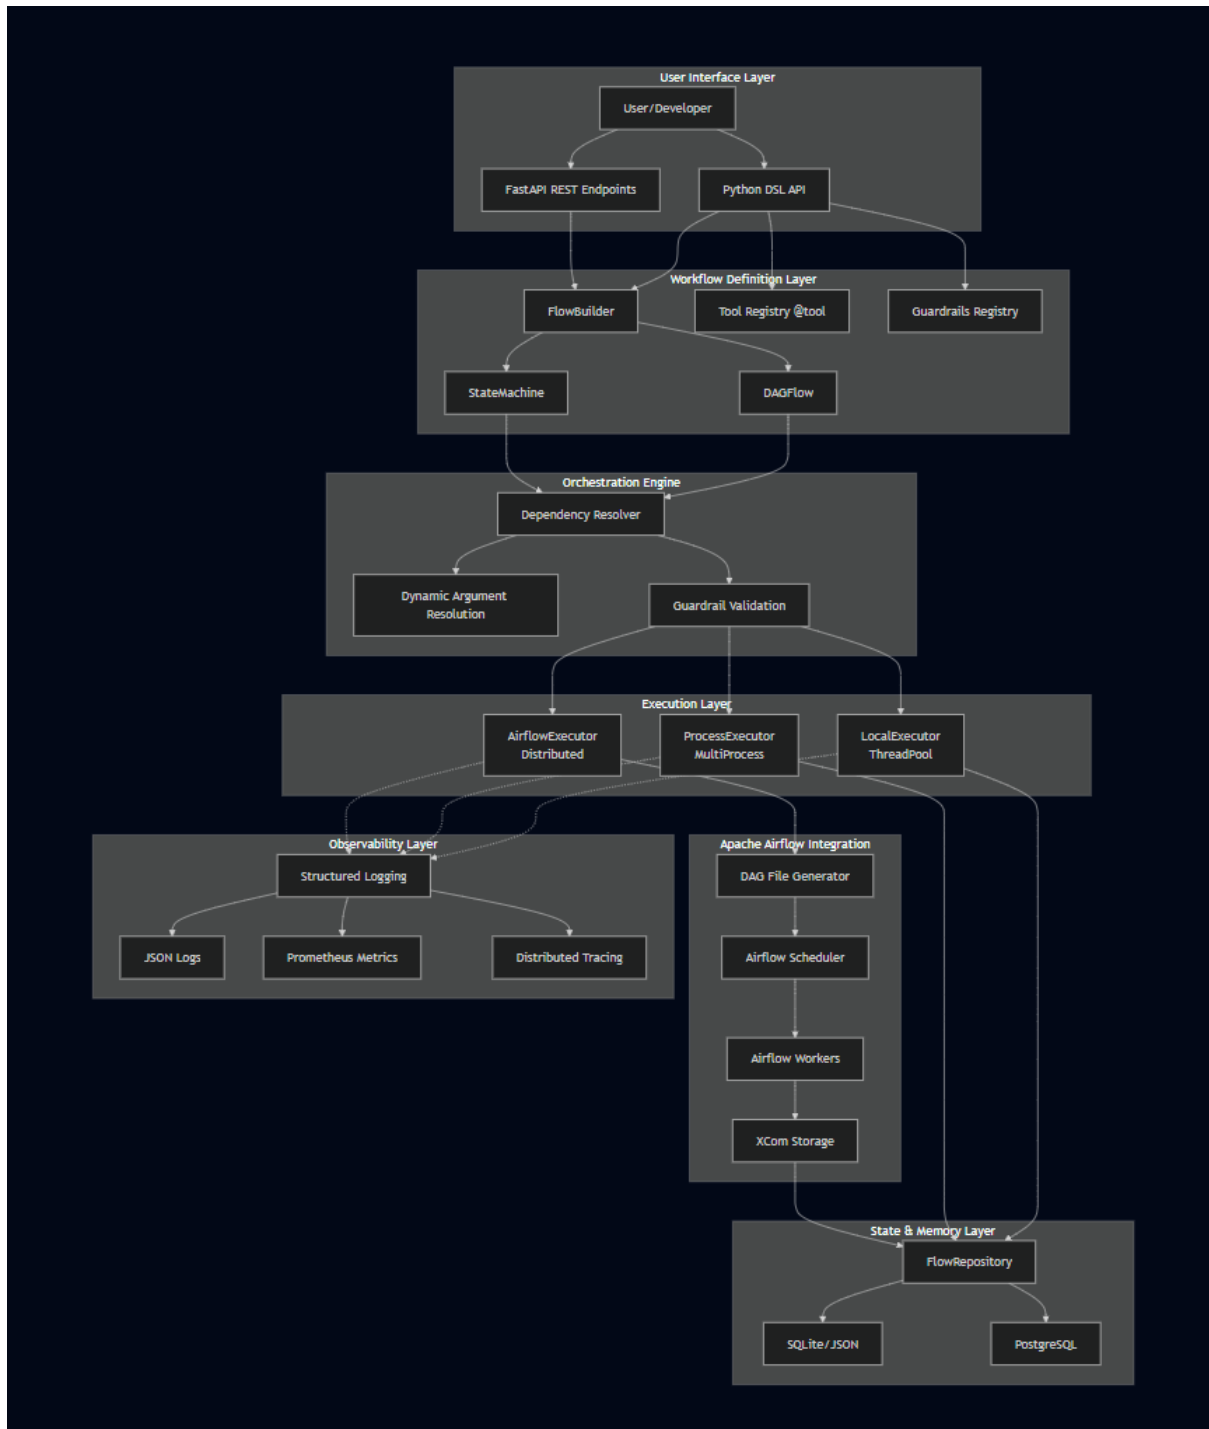 User Interface Layer
User/Developer
FastAPI REST Endpoints
Python DSL API
Workflow Definition Layer
FlowBuilder
Tool Registry @tool
Guardrails Registry
StateMachine
DAGFlow
Orchestration Engine
Dependency Resolver
Dynamic Argument
Resolution
Guardrail Validation
Execution Layer
AirflowExecutor
Distributed
ProcessExecutor
MultiProcess
LocalExecutor
ThreadPool
Observability Layer
Structured Logging
JSON Logs
Prometheus Metrics
Distributed Tracing
Apache Airflow Integration
DAG File Generator
Airflow Scheduler
Airflow Workers
XCom Storage
State & Memory Layer
FlowRepository
SQLite/JSON
PostgreSQL